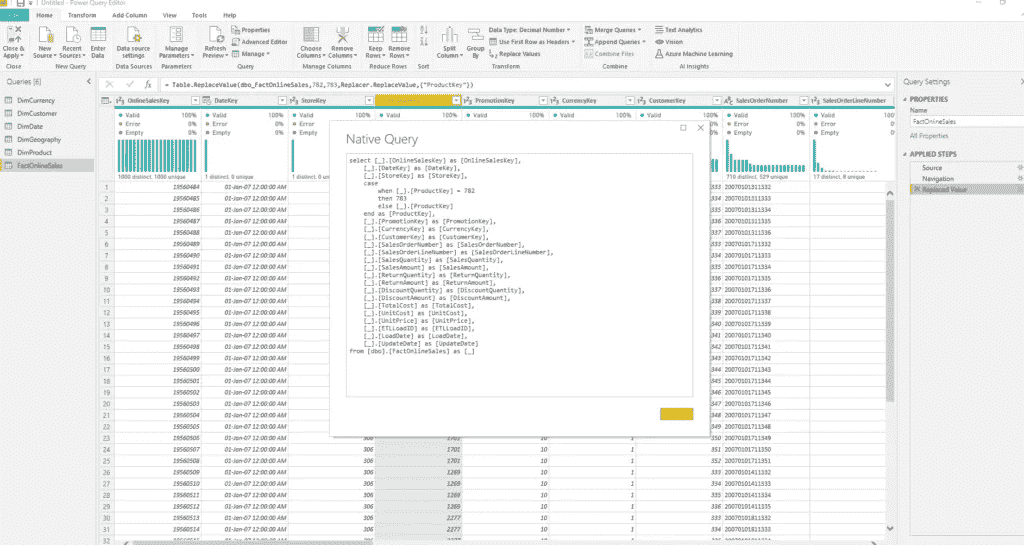 Untitled - Power Query Editor
Home Transform Add Column View Tools Help
Close & Apply
New Source
Recent Sources
Enter Data
Data source settings
Manage Parameters
Refresh Preview
Properties
Advanced Editor
Manage
Choose Columns
Remove Columns
Keep Rows
Remove Rows
Split Column
Group By
Data Type: Decimal Number
Use First Row as Headers
Replace Values
Merge Queries
Append Queries
Combine Files
Text Analytics
Vision
Azure Machine Learning
Close New Query Data Sources Parameters Query Manage Columns Reduce Rows Sort Transform Combine AI Insights
Queries [6]
DimCurrency
DimCustomer
DimDate
DimGeography
DimProduct
FactOnlineSales
= Table.ReplaceValue(dbo_FactOnlineSales,782,783,Replacer.ReplaceValue,{"ProductKey"})
OnlineSalesKey DateKey StoreKey PromotionKey CurrencyKey CustomerKey SalesOrderNumber SalesOrderLineNumber
Valid 100% Valid 100% Valid 100% Valid 100% Valid 100% Valid 100% Valid 100% Valid 100% Valid 100%
Error 0% Error 0% Error 0% Error 0%
Empty 0% Empty 0% Empty 0% Empty 0%
1000 distinct, 1000 unique 1 distinct, 0 unique 1 distinct, 0 u 710 distinct, 529 unique 17 distinct, 8 unique
Native Query
select [_].[OnlineSalesKey] as [OnlineSalesKey],
[_].[DateKey] as [DateKey],
[_].[StoreKey] as [StoreKey],
case
when [_].[ProductKey] = 782
then 783
else [_].[ProductKey]
end as [ProductKey],
[_].[PromotionKey] as [PromotionKey],
[_].[CurrencyKey] as [CurrencyKey],
[_].[CustomerKey] as [CustomerKey],
[_].[SalesOrderNumber] as [SalesOrderNumber],
[_].[SalesOrderLineNumber] as [SalesOrderLineNumber],
[_].[SalesQuantity] as [SalesQuantity],
[_].[SalesAmount] as [SalesAmount],
[_].[ReturnQuantity] as [ReturnQuantity],
[_].[ReturnAmount] as [ReturnAmount],
[_].[DiscountQuantity] as [DiscountQuantity],
[_].[DiscountAmount] as [DiscountAmount],
[_].[TotalCost] as [TotalCost],
[_].[UnitCost] as [UnitCost],
[_].[UnitPrice] as [UnitPrice],
[_].[ETLLoadID] as [ETLLoadID],
[_].[LoadDate] as [LoadDate],
[_].[UpdateDate] as [UpdateDate]
from [dbo].[FactOnlineSales] as [_]
1 19560484 01-Jan-07 12:00:00 AM 333 20070101311332
2 19560485 01-Jan-07 12:00:00 AM 334 20070101311333
3 19560486 01-Jan-07 12:00:00 AM 335 20070101311334
4 19560487 01-Jan-07 12:00:00 AM 336 20070101311335
5 19560488 01-Jan-07 12:00:00 AM 337 20070101311336
6 19560489 01-Jan-07 12:00:00 AM 333 20070101711332
7 19560490 01-Jan-07 12:00:00 AM 334 20070101711333
8 19560491 01-Jan-07 12:00:00 AM 335 20070101711334
9 19560492 01-Jan-07 12:00:00 AM 336 20070101711335
10 19560493 01-Jan-07 12:00:00 AM 337 20070101711336
11 19560494 01-Jan-07 12:00:00 AM 338 20070101711337
12 19560495 01-Jan-07 12:00:00 AM 339 20070101711338
13 19560496 01-Jan-07 12:00:00 AM 340 20070101711339
14 19560497 01-Jan-07 12:00:00 AM 341 20070101711340
15 19560498 01-Jan-07 12:00:00 AM 342 20070101711341
16 19560499 01-Jan-07 12:00:00 AM 343 20070101711342
17 19560500 01-Jan-07 12:00:00 AM 344 20070101711343
18 19560501 01-Jan-07 12:00:00 AM 345 20070101711344
19 19560502 01-Jan-07 12:00:00 AM 346 20070101711345
20 19560503 01-Jan-07 12:00:00 AM 347 20070101711346
21 19560504 01-Jan-07 12:00:00 AM 348 20070101711347
22 19560505 01-Jan-07 12:00:00 AM 349 20070101711348
23 19560506 01-Jan-07 12:00:00 AM 306 1701 10 1 350 20070101711349
24 19560507 01-Jan-07 12:00:00 AM 306 1701 10 1 351 20070101711350
25 19560508 01-Jan-07 12:00:00 AM 306 1701 10 1 352 20070101711351
26 19560509 01-Jan-07 12:00:00 AM 306 1269 10 1 333 20070101411332
27 19560510 01-Jan-07 12:00:00 AM 306 1269 10 1 334 20070101411333
28 19560511 01-Jan-07 12:00:00 AM 306 1269 10 1 335 20070101411334
29 19560512 01-Jan-07 12:00:00 AM 306 1269 10 1 336 20070101411335
30 19560513 01-Jan-07 12:00:00 AM 306 2277 10 1 333 20070101811332
31 19560514 01-Jan-07 12:00:00 AM 306 2277 10 1 334 20070101811333
Query Settings
PROPERTIES
Name
FactOnlineSales
All Properties
APPLIED STEPS
Source
Navigation
Replaced Value